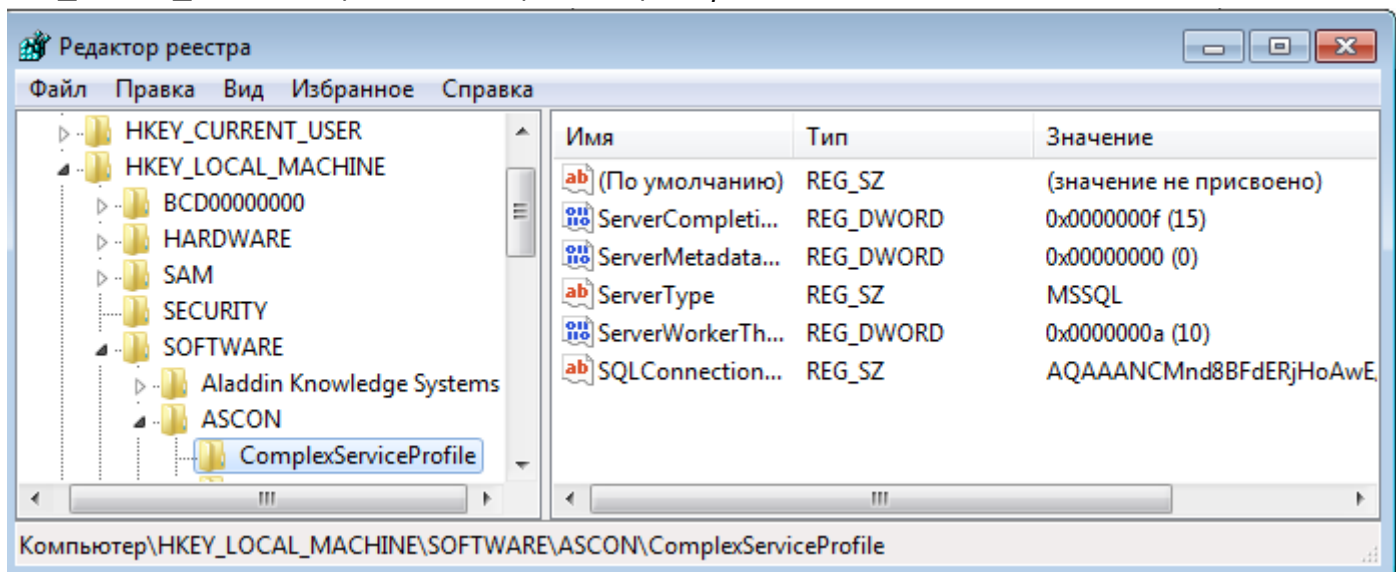 Редактор реестра
Файл Правка Вид Избранное Справка
HKEY_CURRENT_USER
HKEY_LOCAL_MACHINE
BCD00000000
HARDWARE
SAM
SECURITY
SOFTWARE
Aladdin Knowledge Systems
ASCON
ComplexServiceProfile
Имя Тип Значение
(По умолчанию) REG_SZ (значение не присвоено)
ServerCompleti... REG_DWORD 0x0000000f (15)
ServerMetadata... REG_DWORD 0x00000000 (0)
ServerType REG_SZ MSSQL
ServerWorkerTh... REG_DWORD 0x0000000a (10)
SQLConnection... REG_SZ AQAAANCMnd8BFdERjHoAwE
Компьютер\HKEY_LOCAL_MACHINE\SOFTWARE\ASCON\ComplexServiceProfile